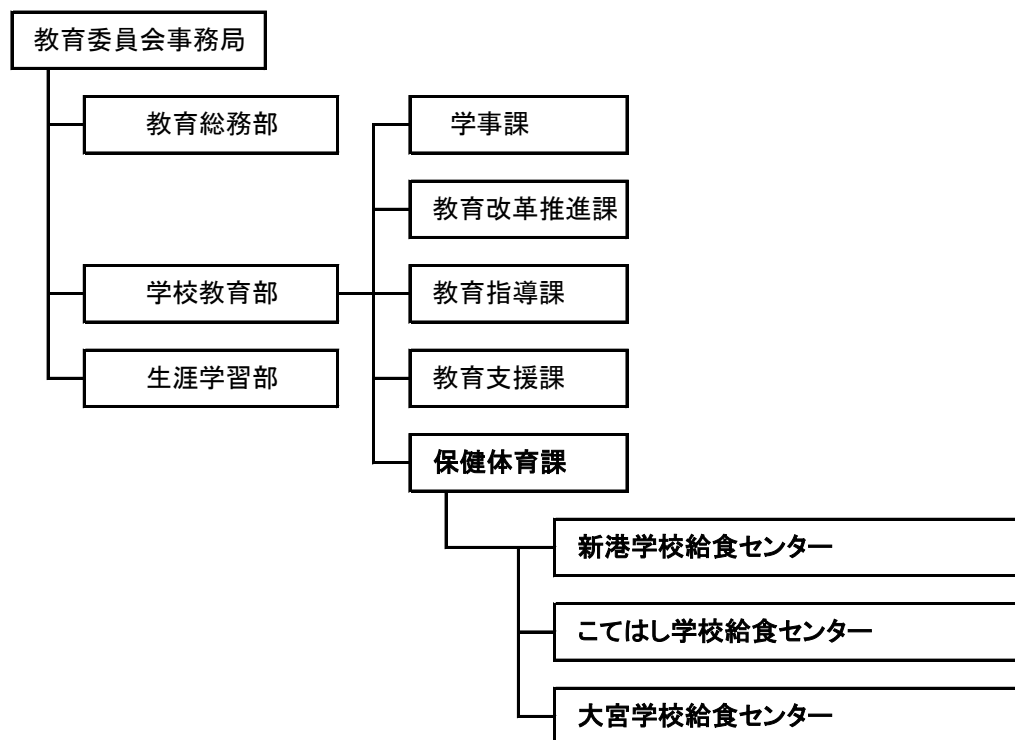 教育委員会事務局
教育総務部
学事課
教育改革推進課
学校教育部
教育指導課
生涯学習部
教育支援課
保健体育課
新港学校給食センター
こてはし学校給食センター
大宮学校給食センター